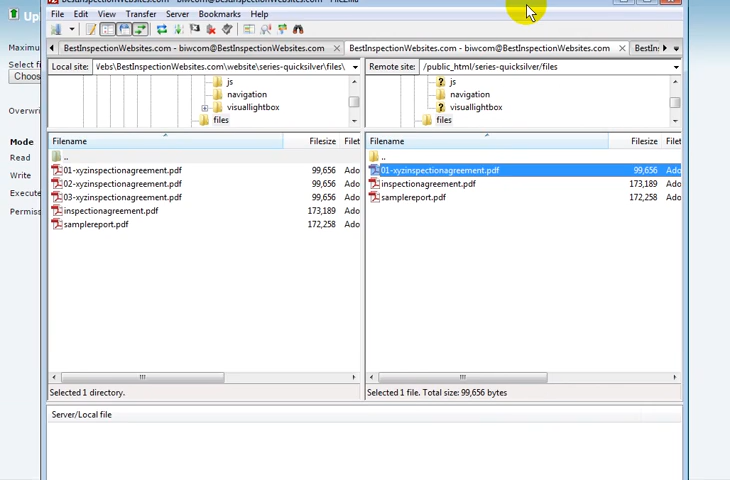 BestInspectionWebsites.com - biwcom@BestInspectionWebsites.com - FileZilla
File Edit View Transfer Server Bookmarks Help
BestInspectionWebsites.com - biwcom@BestInspectionWebsites.com
BestInspectionWebsites.com - biwcom@BestInspectionWebsites.com
BestIns
Local site: \ebs\BestInspectionWebsites.com\website\series-quicksilver\files\
js
navigation
visuallightbox
files
Filename Filesize Filet
..
01-xyzinspectionagreement.pdf 99,656 Ado
02-xyzinspectionagreement.pdf 99,656 Ado
03-xyzinspectionagreement.pdf 99,656 Ado
inspectionagreement.pdf 173,189 Ado
samplereport.pdf 172,258 Ado
Selected 1 directory.
Remote site: /public_html/series-quicksilver/files
js
navigation
visuallightbox
files
Filename Filesize Filet
..
01-xyzinspectionagreement.pdf 99,656 Ado
inspectionagreement.pdf 173,189 Ado
samplereport.pdf 172,258 Ado
Selected 1 file. Total size: 99,656 bytes
Server/Local file
Upl
Maximu
Select fi
Choos
Overwri
Mode
Read
Write
Execute
Permis